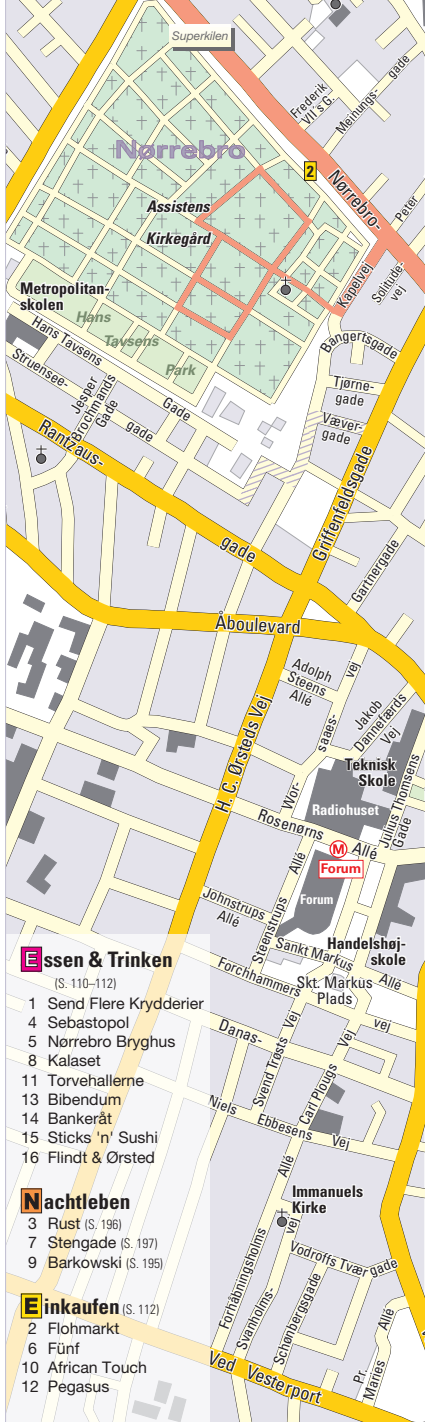 Superkilen
Frederik
VII's G.
Meinungs-
gade
Nørrebro
2
Nørrebro-
Peter
Assistens
Kirkegård
Kapelvej
Solitude-
vej
Metropolitan-
skolen
Hans
Tavsens
Park
Bangertsgade
Hans Tavsens
Gade
Struensee-
gade
Jesper
Brochmands
Gade
Tjørne-
gade
Væver-
gade
Rantzaus-
gade
Griffenfeldsgade
Gartnergade
Åboulevard
Adolph
Steens
Allé
vej
saaes-
Wor-
Jakob
Dannefærds
Vej
H. C. Ørsteds Vej
Teknisk
Skole
Radiohuset
Julius Thomsens
Gade
Rosenørns
Allé
M
Forum
Forum
Johnstrups
Allé
Steenstrups
Allé
Sankt Markus
Allé
Handelshøj-
skole
Forchhammers
vej
Skt. Markus
Plads
Danas-
vej
Svend Trøsts
Vej
Carl Plougs
Vej
Niels
Ebbesens
Vej
Allé
Immanuels
Kirke
Forhåbningsholms
Svanholms-
vej
Schønbergsgade
Vodroffs Tværgade
Pr.
Maries
Allé
Ved Vesterport
Essen & Trinken
(S. 110–112)
1 Send Flere Krydderier
4 Sebastopol
5 Nørrebro Bryghus
8 Kalaset
11 Torvehallerne
13 Bibendum
14 Bankeråt
15 Sticks 'n' Sushi
16 Flindt & Ørsted
Nachtleben
3 Rust (S. 196)
7 Stengade (S. 197)
9 Barkowski (S. 195)
Einkaufen (S. 112)
2 Flohmarkt
6 Fünf
10 African Touch
12 Pegasus